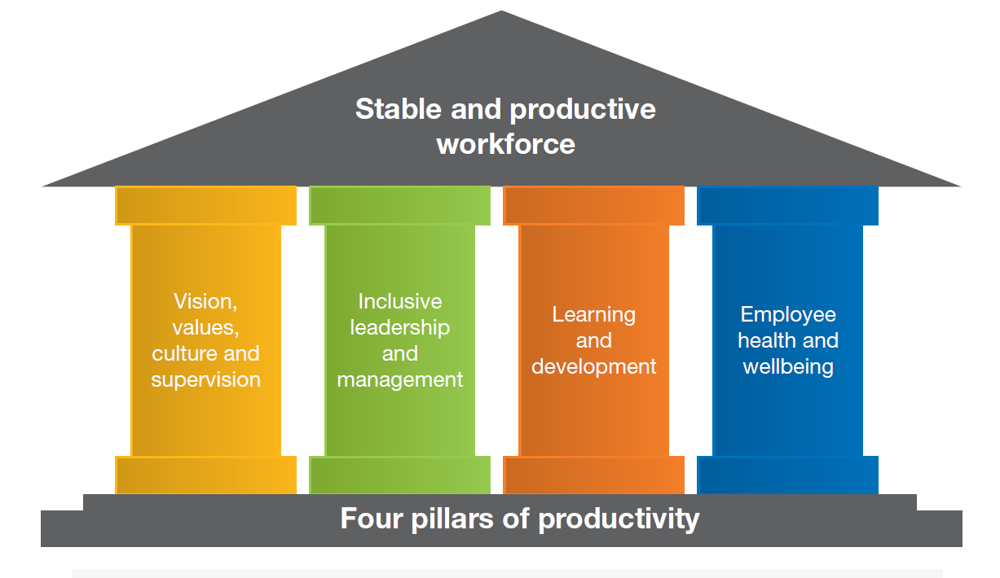 Stable and productive
workforce
Vision,
values,
culture and
supervision
Inclusive
leadership
and
management
Learning
and
development
Employee
health and
wellbeing
Four pillars of productivity